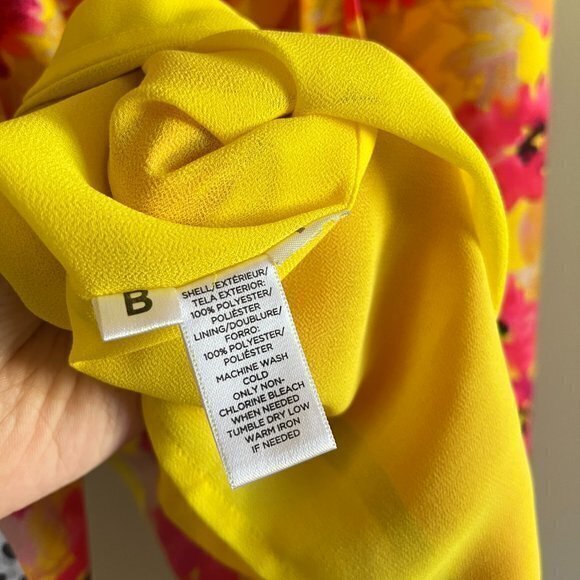 B
SHELL/EXTÉRIEUR/
TELA EXTERIOR:
100% POLYESTER/
POLIÉSTER
LINING/DOUBLURE/
FORRO:
100% POLYESTER/
POLIÉSTER
MACHINE WASH
COLD
ONLY NON-
CHLORINE BLEACH
WHEN NEEDED
TUMBLE DRY LOW
WARM IRON
IF NEEDED